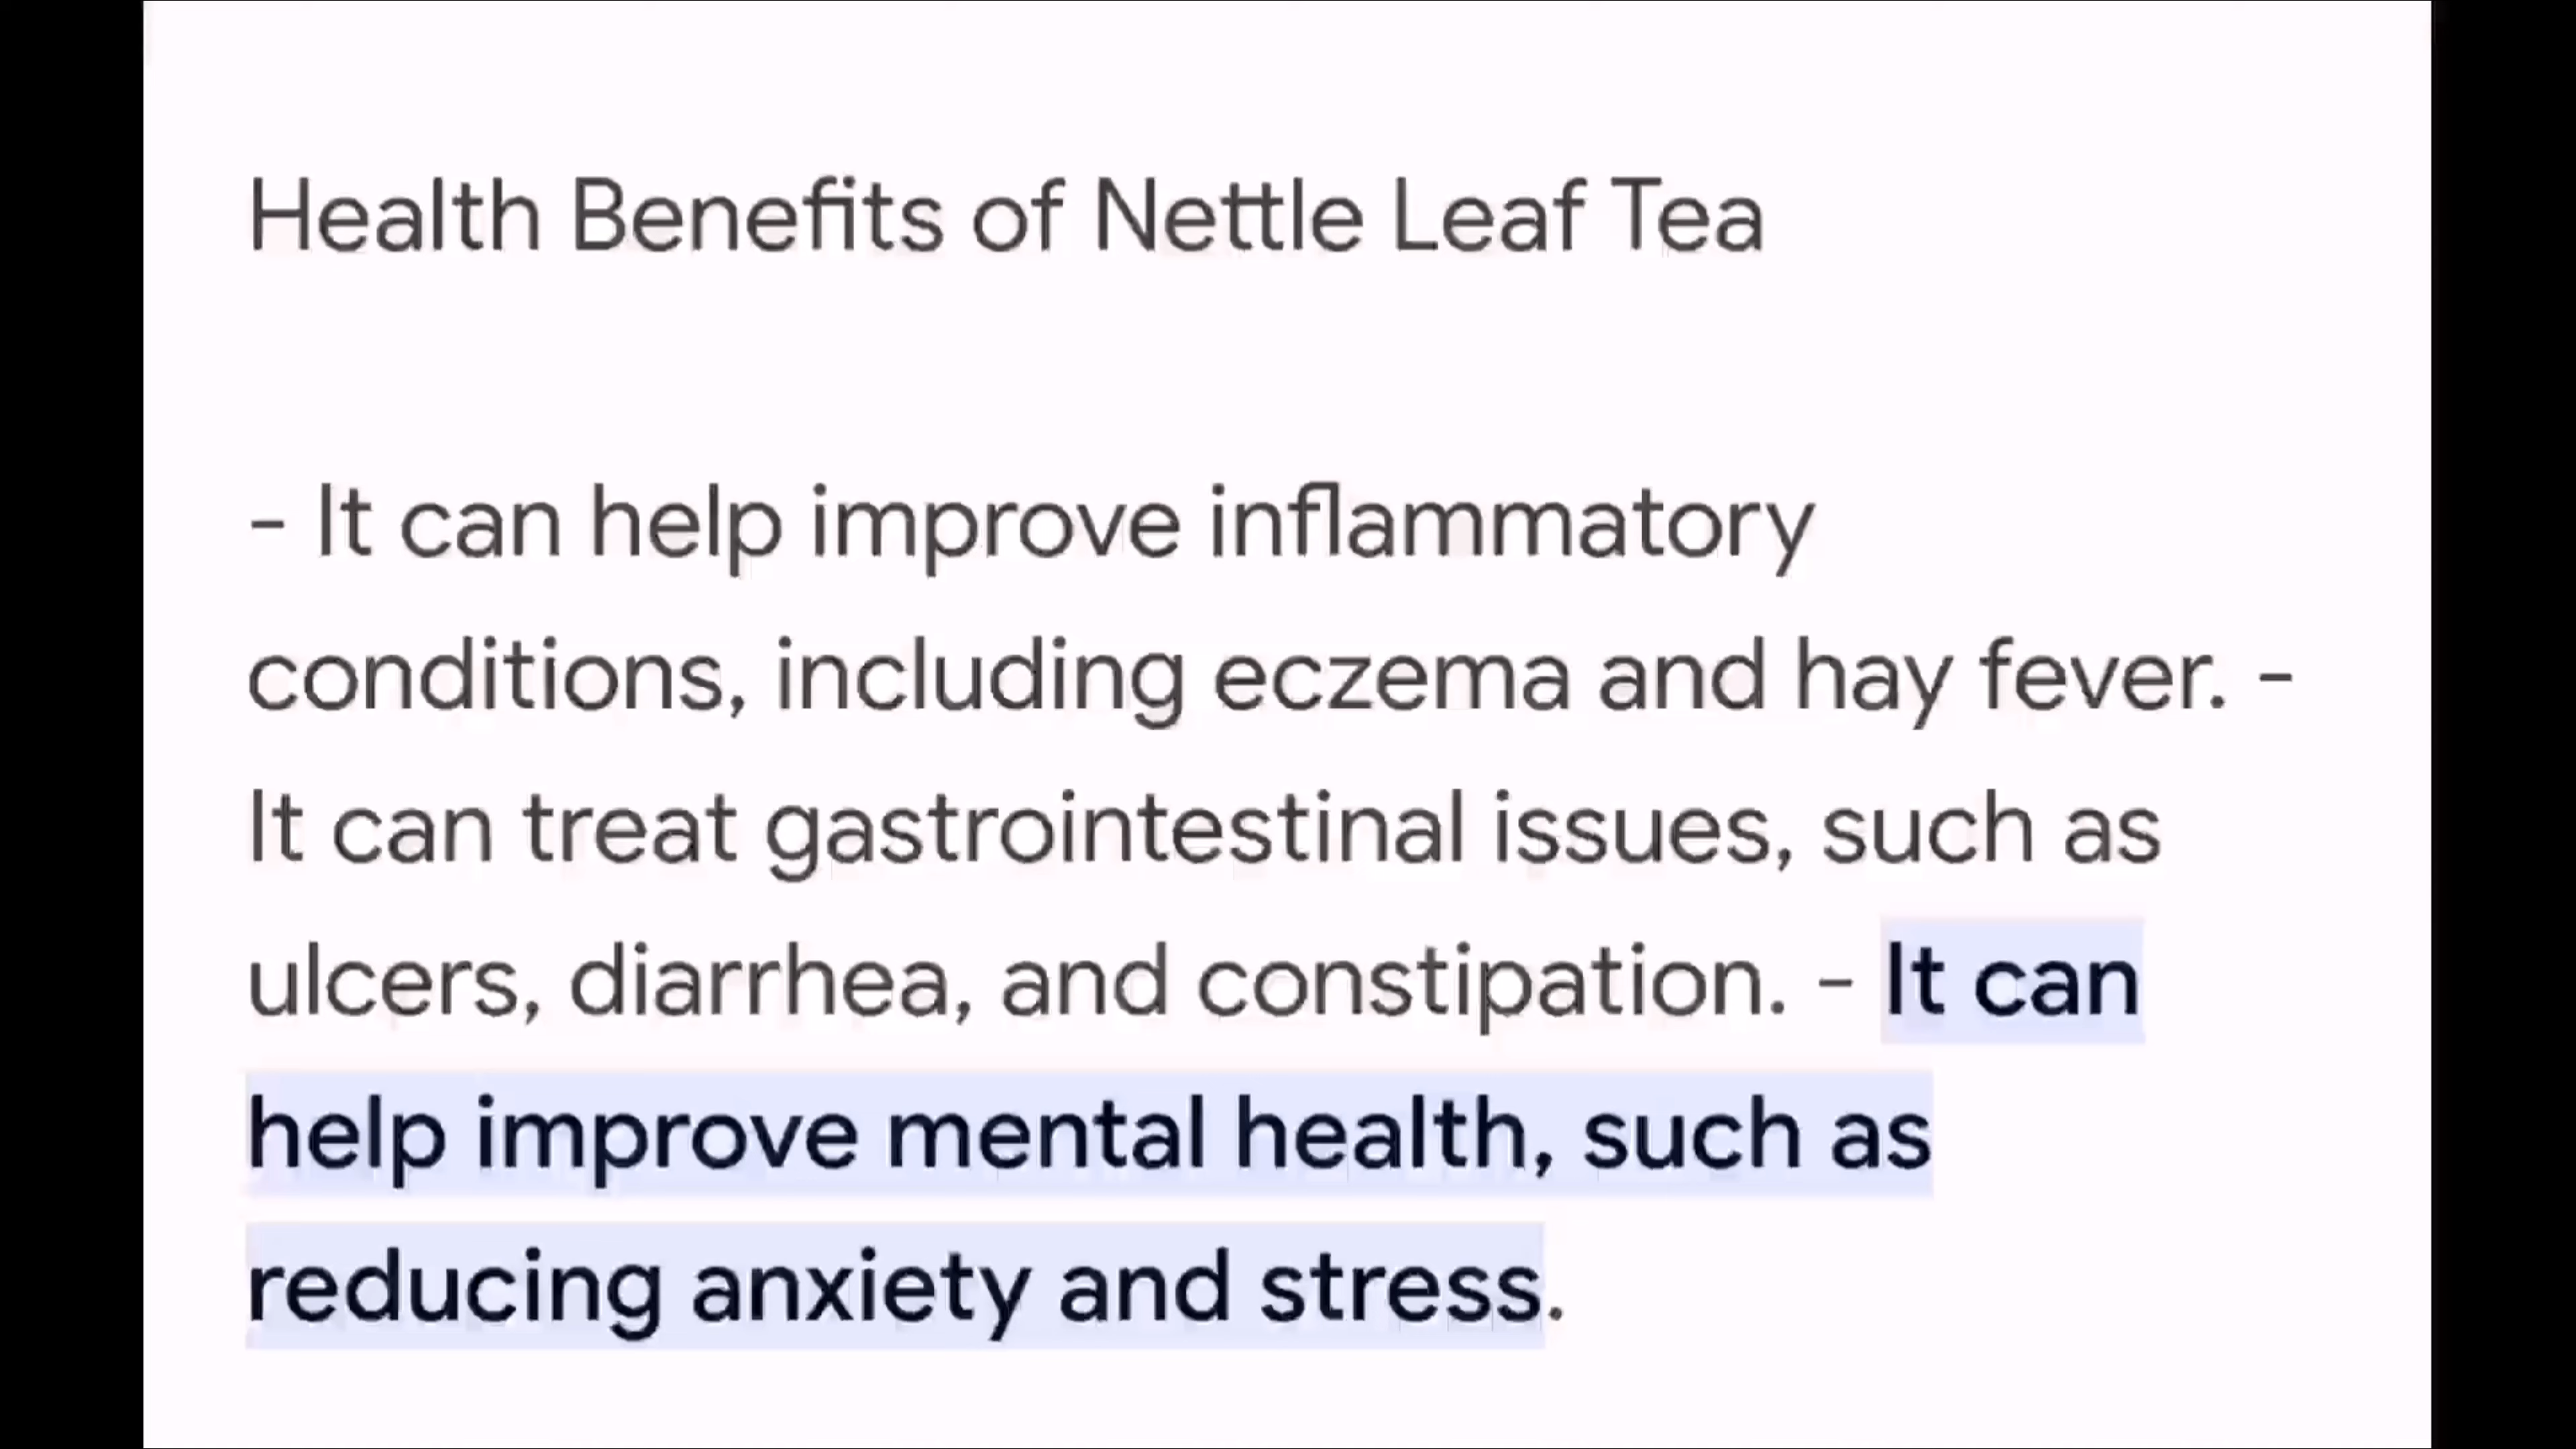 Health Benefits of Nettle Leaf Tea
- It can help improve inflammatory
conditions, including eczema and hay fever. -
It can treat gastrointestinal issues, such as
ulcers, diarrhea, and constipation. - It can
help improve mental health, such as
reducing anxiety and stress.